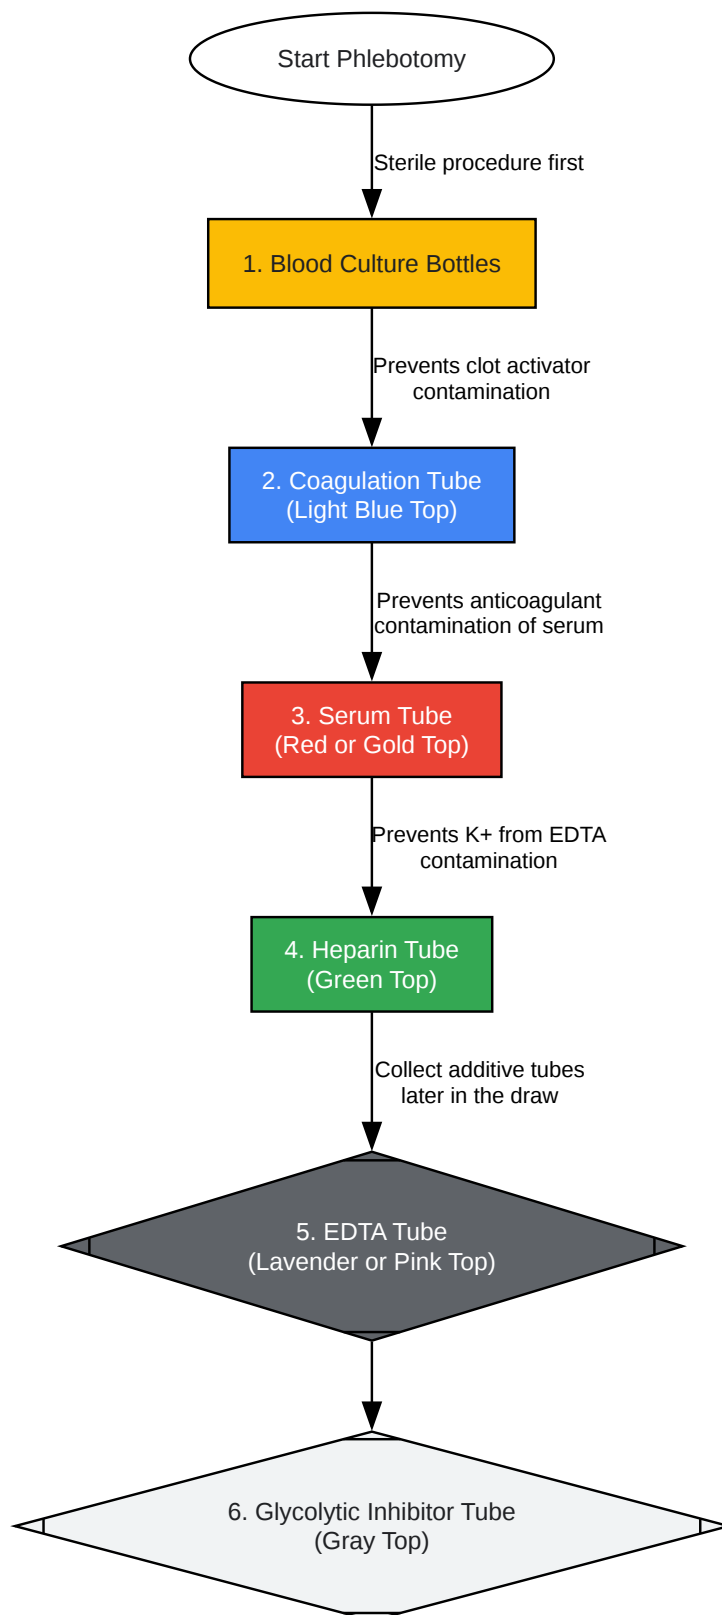 Start Phlebotomy
Sterile procedure first
1. Blood Culture Bottles
Prevents clot activator
contamination
2. Coagulation Tube
(Light Blue Top)
Prevents anticoagulant
contamination of serum
3. Serum Tube
(Red or Gold Top)
Prevents K+ from EDTA
contamination
4. Heparin Tube
(Green Top)
Collect additive tubes
later in the draw
5. EDTA Tube
(Lavender or Pink Top)
6. Glycolytic Inhibitor Tube
(Gray Top)